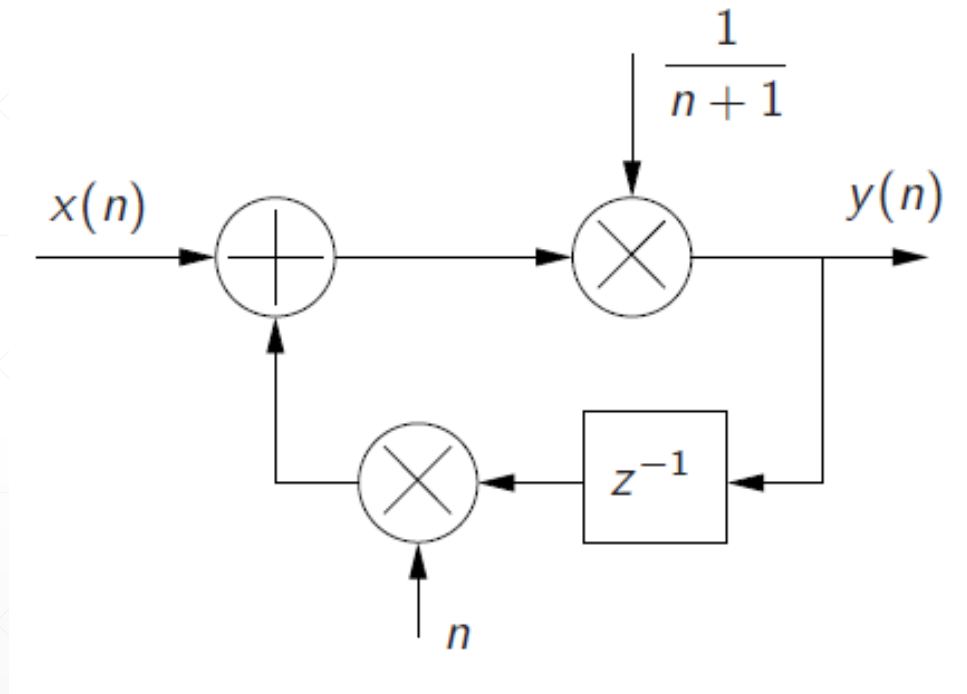 1
n + 1
x(n)
y(n)
z⁻¹
n